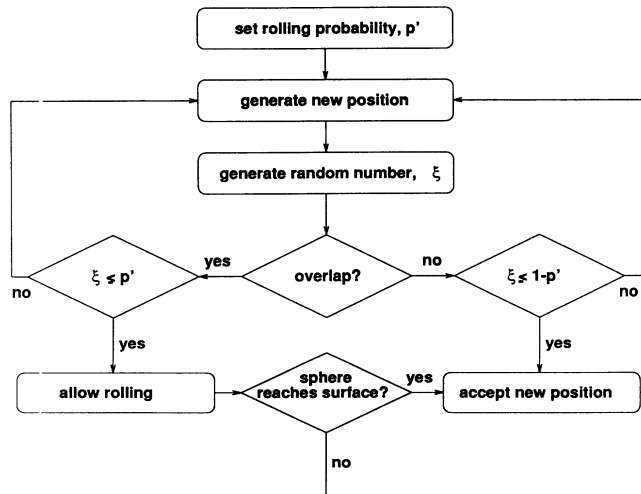 set rolling probability, p'
generate new position
generate random number, ξ
yes
no
ξ ≤ p'
overlap?
ξ ≤ 1-p'
no
no
yes
yes
sphere
reaches surface?
yes
allow rolling
accept new position
no